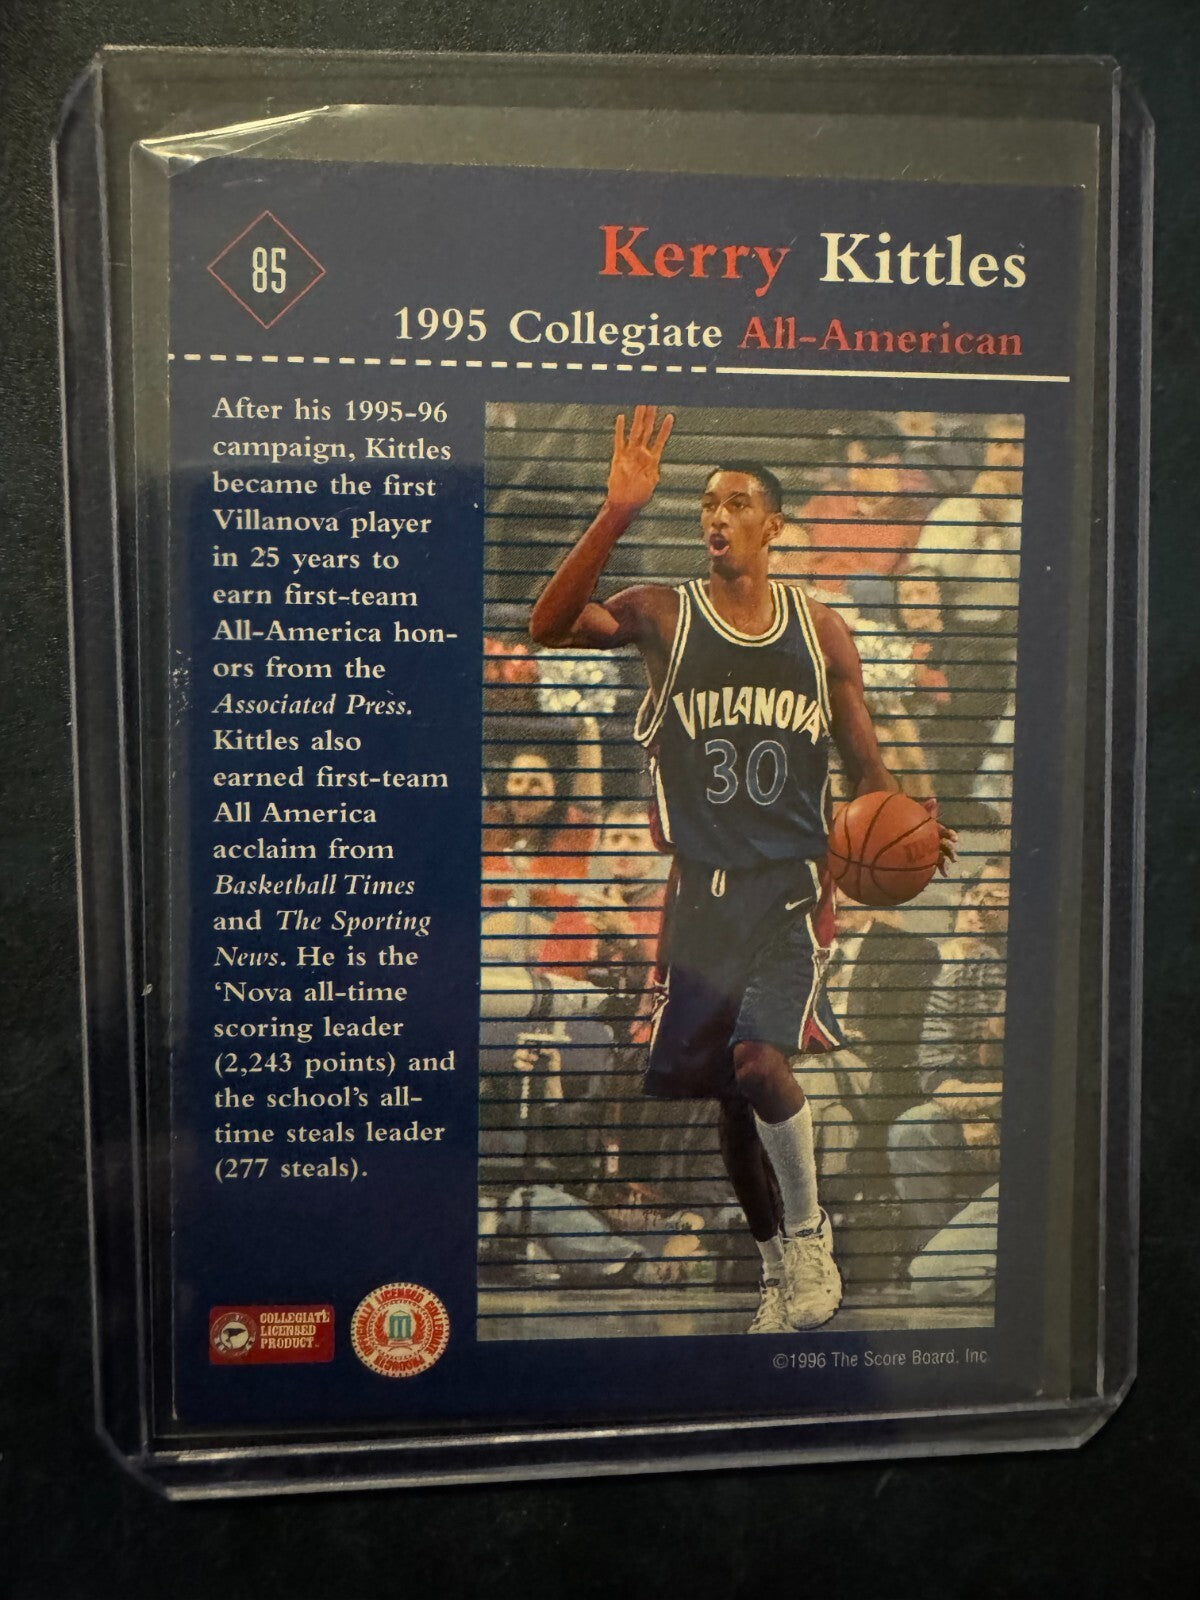 85
Kerry Kittles
1995 Collegiate All-American
After his 1995-96
campaign, Kittles
became the first
Villanova player
in 25 years to
earn first-team
All-America hon-
ors from the
Associated Press.
Kittles also
earned first-team
All America
acclaim from
Basketball Times
and The Sporting
News. He is the
‘Nova all-time
scoring leader
(2,243 points) and
the school's all-
time steals leader
(277 steals).
VILLANOVA
30
COLLEGIATE
LICENSED
PRODUCT
©1996 The Score Board, Inc.